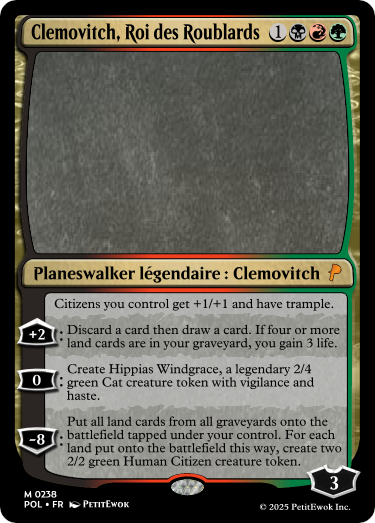 Clemovitch, Roi des Roublards 1
Planeswalker légendaire : Clemovitch
Citizens you control get +1/+1 and have trample.
+2: Discard a card then draw a card. If four or
more land cards are in your graveyard, you gain 3 life.
0: Create Hippias Windgrace, a legendary 2/4
green Cat creature token with vigilance and
haste.
-8: Put all land cards from all graveyards onto the
battlefield tapped under your control. For each
land put onto the battlefield this way, create two
2/2 green Human Citizen creature token.
3
M 0238
POL • FR PetitEwok
© 2025 PetitEwok Inc.